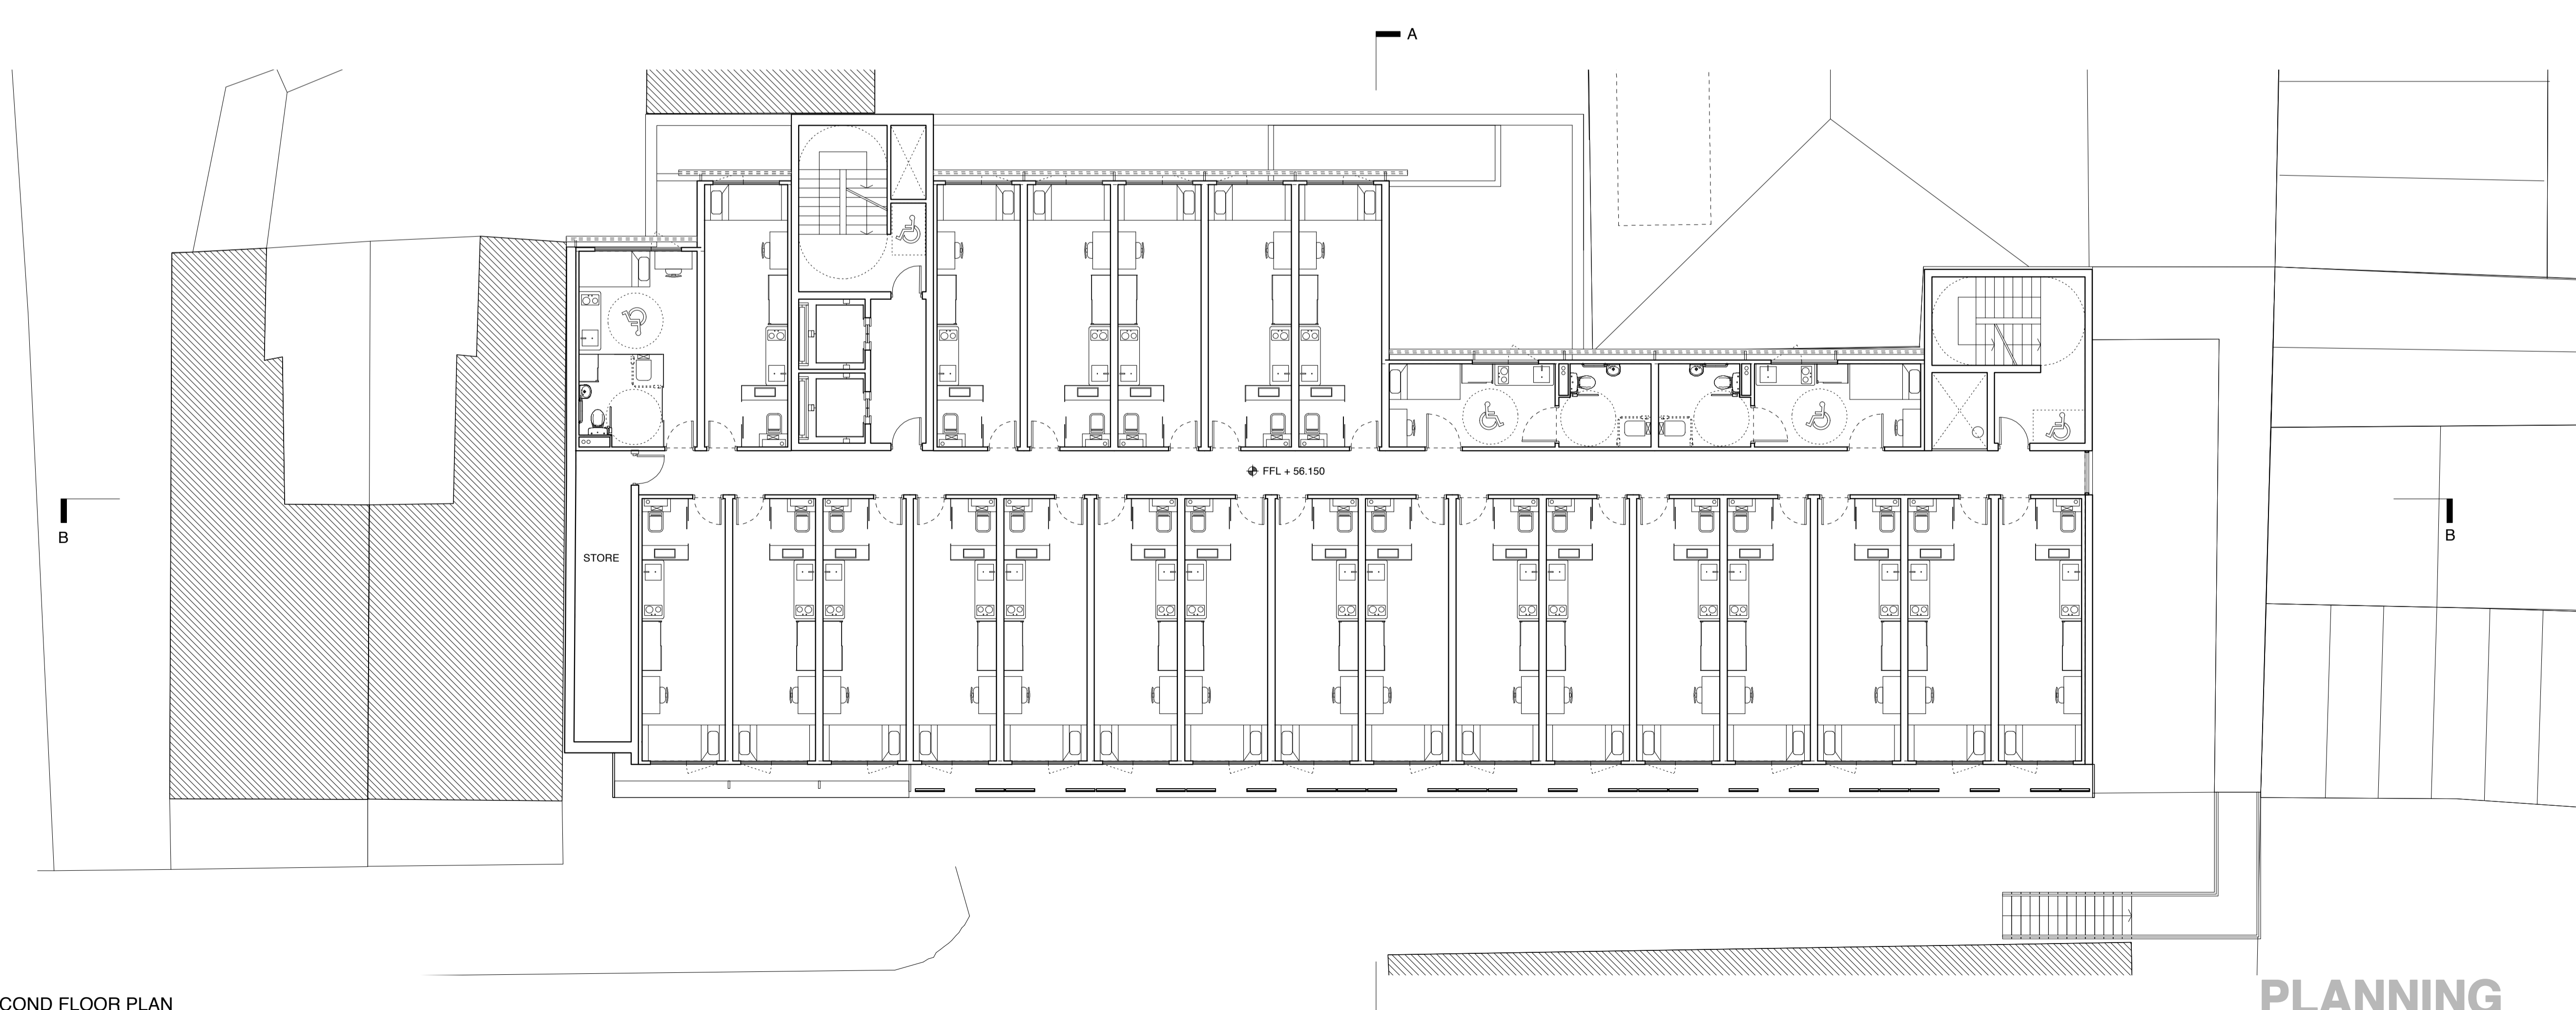 A
FFL + 56.150
B
B
STORE
COND FLOOR PLAN
PLANNING